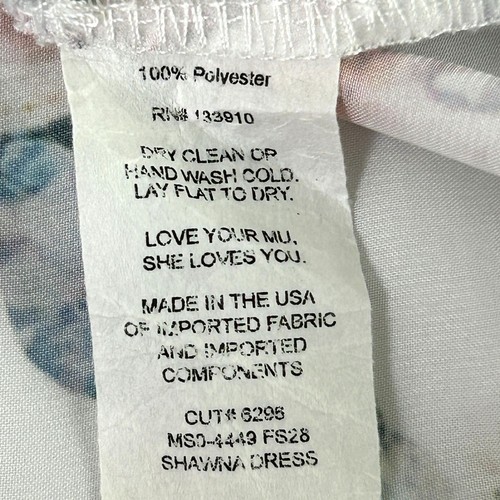 100% Polyester
RN# 133910
DRY CLEAN OR
HAND WASH COLD.
LAY FLAT TO DRY.
LOVE YOUR MU,
SHE LOVES YOU.
MADE IN THE USA
OF IMPORTED FABRIC
AND IMPORTED
COMPONENTS
CUT# 6296
MS0-4449 FS28
SHAWNA DRESS